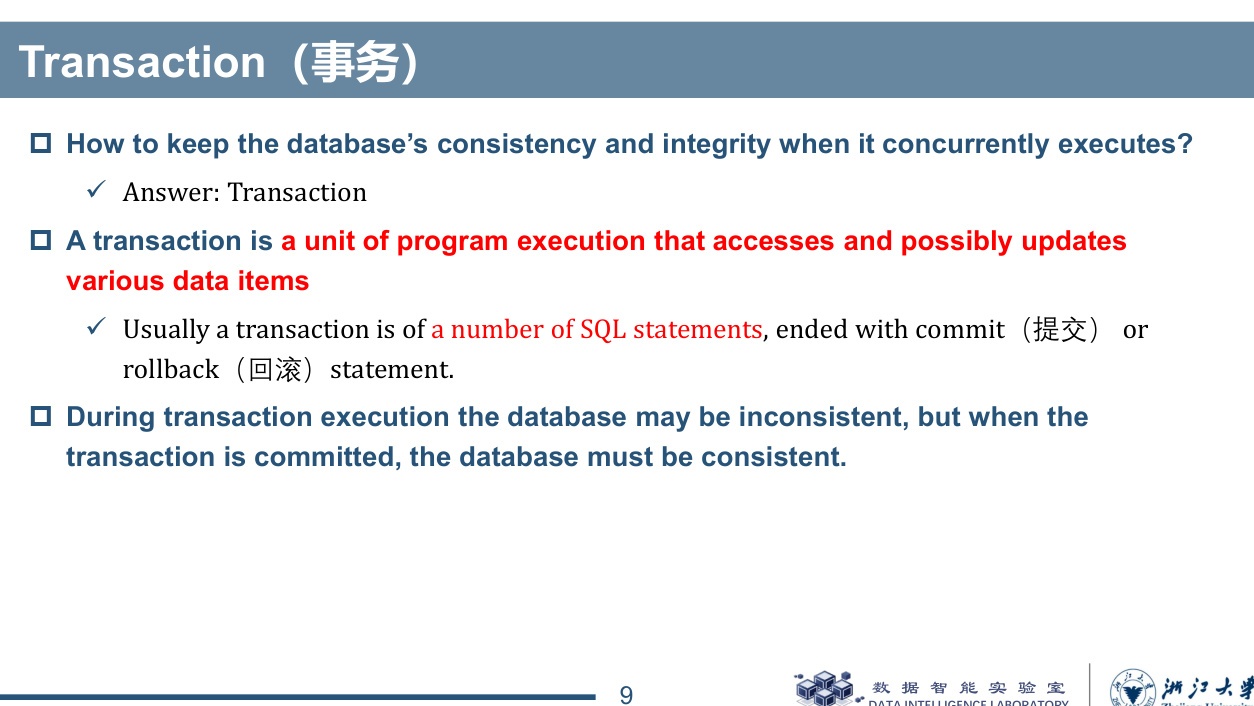 Transaction（事务）
How to keep the database’s consistency and integrity when it concurrently executes?
Answer: Transaction
A transaction is a unit of program execution that accesses and possibly updates
various data items
Usually a transaction is of a number of SQL statements, ended with commit（提交） or
rollback（回滚）statement.
During transaction execution the database may be inconsistent, but when the
transaction is committed, the database must be consistent.
9
数据智能实验室
DATA INTELLIGENCE LABORATORY
浙江大学